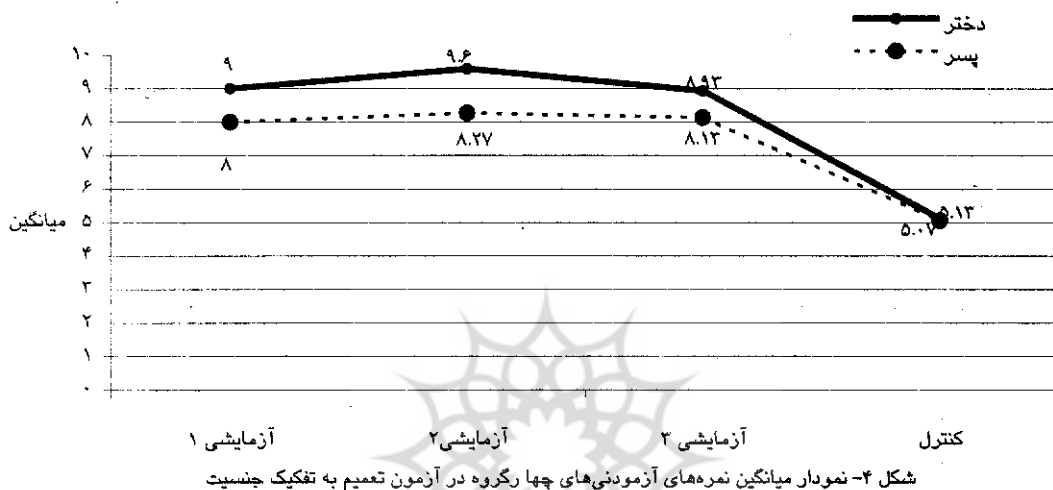 دختر
پسر
۱۰
۹
۸
۷
۶
۵
۴
۳
۲
۱
۰
میانگین
۹
۹.۶
۸.۹۳
۵.۱۳
۸
۸.۲۷
۸.۱۳
۵.۰۷
آزمایشی ۱
آزمایشی۲
آزمایشی ۳
کنترل
شکل ۴- نمودار میانگین نمره‌های آزمودنی‌های چها رگروه در آزمون تعمیم به تفکیک جنسیت